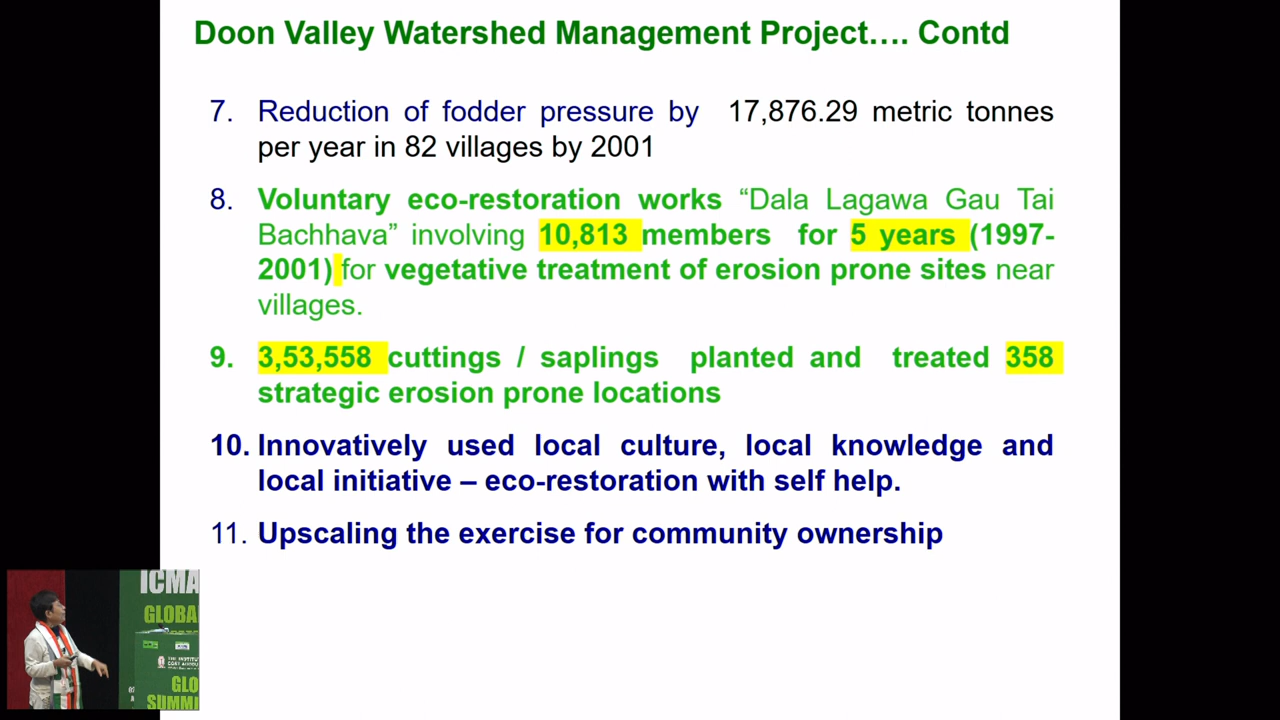 Doon Valley Watershed Management Project…. Contd
7. Reduction of fodder pressure by 17,876.29 metric tonnes
per year in 82 villages by 2001
8. Voluntary eco-restoration works “Dala Lagawa Gau Tai
Bachhava” involving 10,813 members for 5 years (1997-
2001) for vegetative treatment of erosion prone sites near
villages.
9. 3,53,558 cuttings / saplings planted and treated 358
strategic erosion prone locations
10. Innovatively used local culture, local knowledge and
local initiative – eco-restoration with self help.
11. Upscaling the exercise for community ownership
ICMA
GLOBA
GLO
SUMM